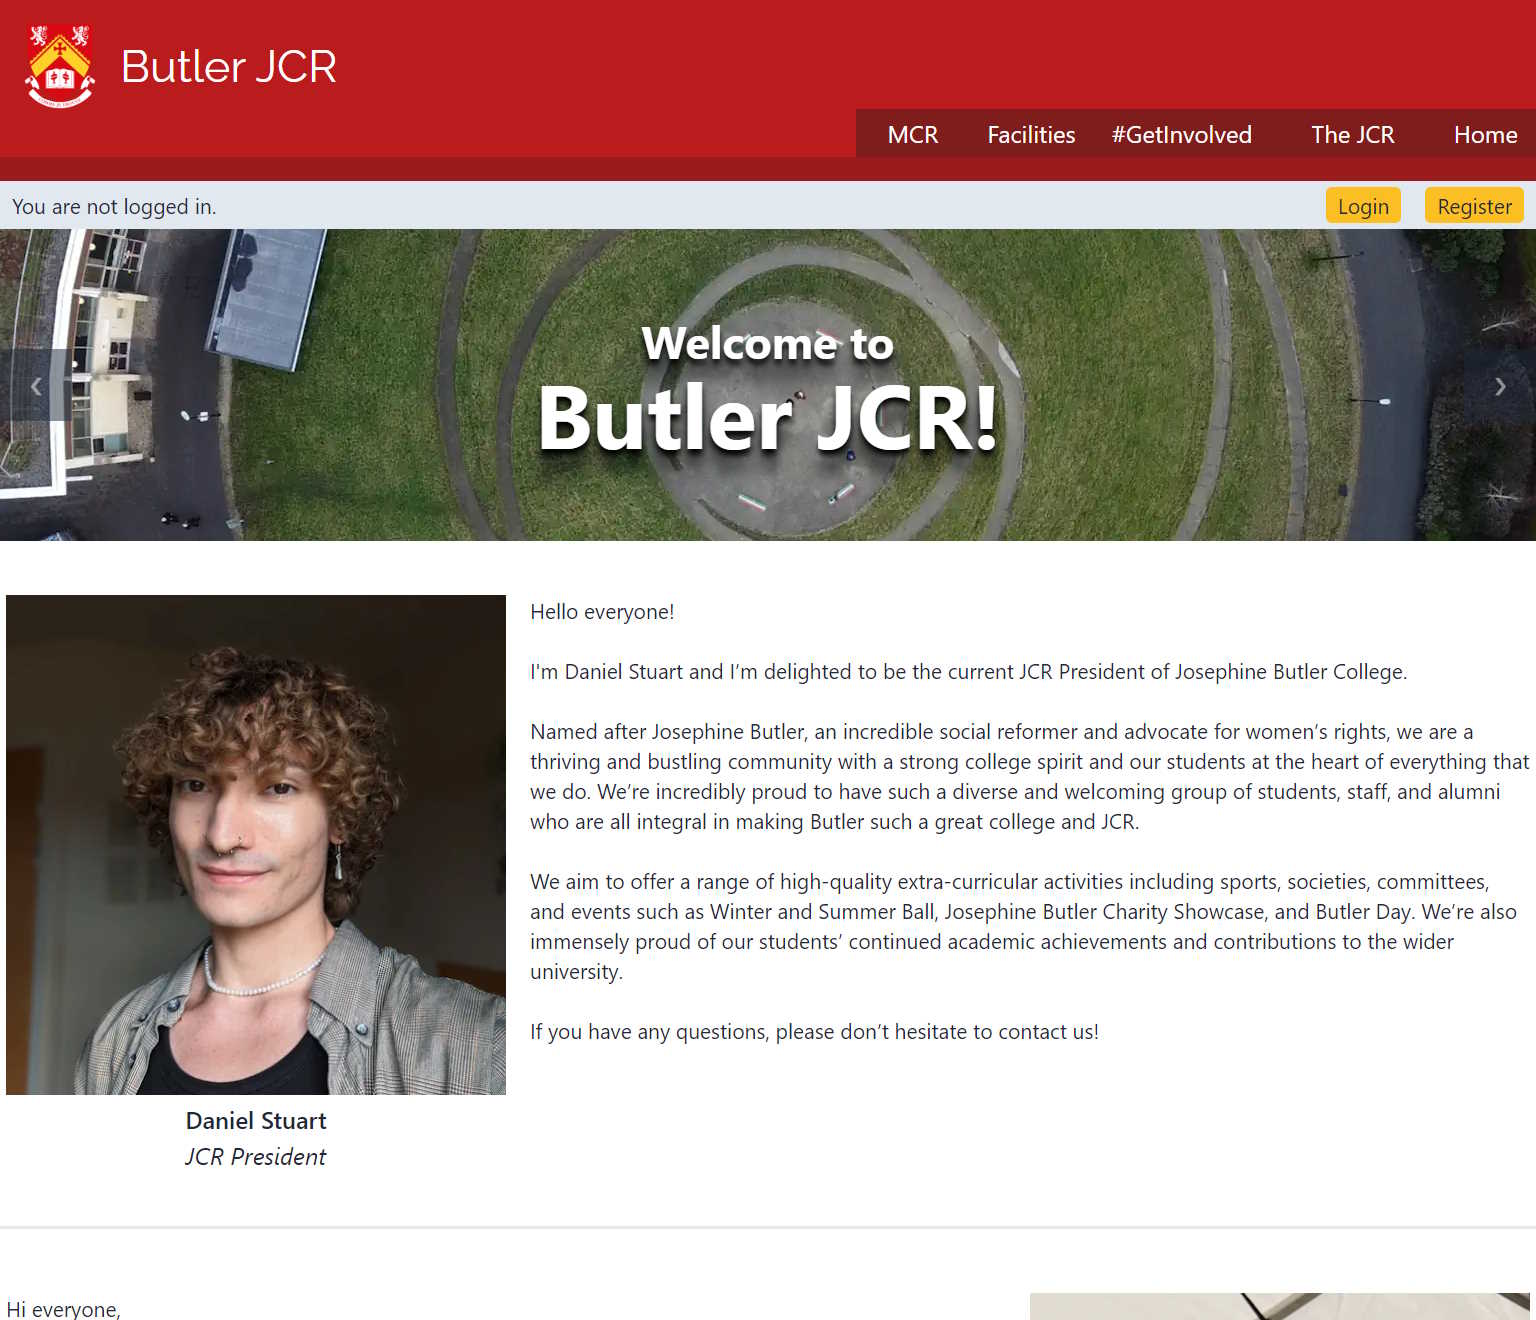 Butler JCR
MCR Facilities #GetInvolved The JCR Home
You are not logged in.
Login Register
Welcome to
Butler JCR!
Hello everyone!
I'm Daniel Stuart and I’m delighted to be the current JCR President of Josephine Butler College.
Named after Josephine Butler, an incredible social reformer and advocate for women’s rights, we are a
thriving and bustling community with a strong college spirit and our students at the heart of everything that
we do. We’re incredibly proud to have such a diverse and welcoming group of students, staff, and alumni
who are all integral in making Butler such a great college and JCR.
We aim to offer a range of high-quality extra-curricular activities including sports, societies, committees,
and events such as Winter and Summer Ball, Josephine Butler Charity Showcase, and Butler Day. We’re also
immensely proud of our students’ continued academic achievements and contributions to the wider
university.
If you have any questions, please don’t hesitate to contact us!
Daniel Stuart
JCR President
Hi everyone,